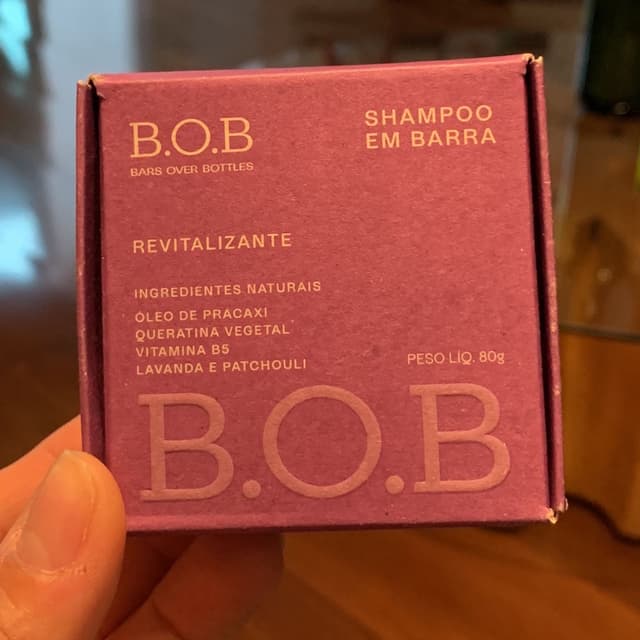 B.O.B
BARS OVER BOTTLES
SHAMPOO
EM BARRA
REVITALIZANTE
INGREDIENTES NATURAIS
ÓLEO DE PRACAXI
QUERATINA VEGETAL
VITAMINA B5
LAVANDA E PATCHOULI
PESO LÍQ. 80g
B.O.B